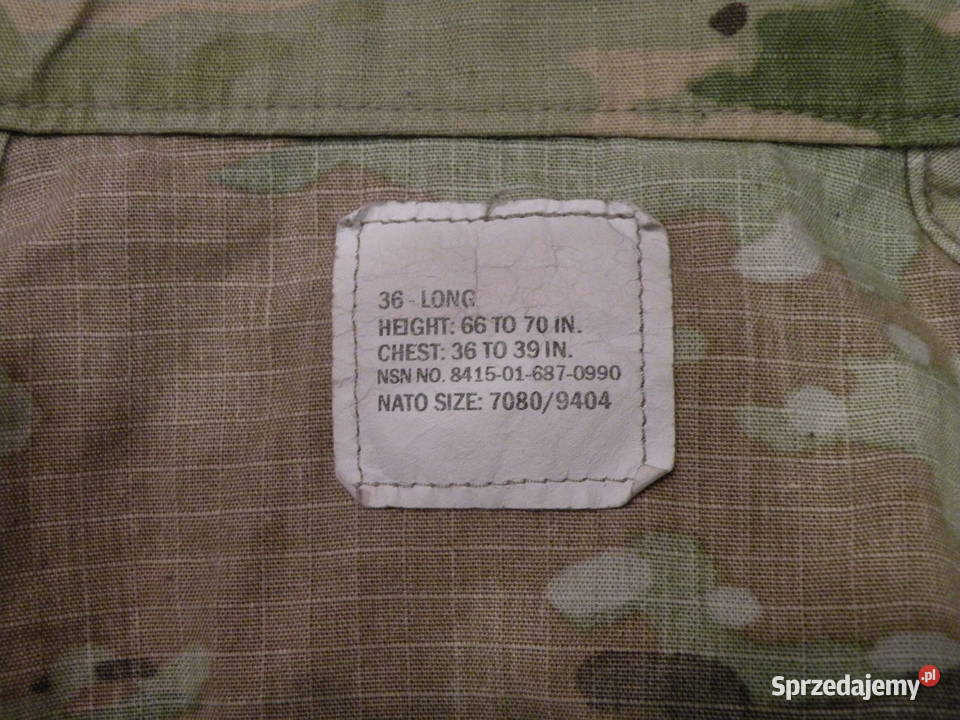 36 - LONG
HEIGHT: 66 TO 70 IN.
CHEST: 36 TO 39 IN.
NSN NO. 8415-01-687-0990
NATO SIZE: 7080/9404
Sprzedajemy.pl